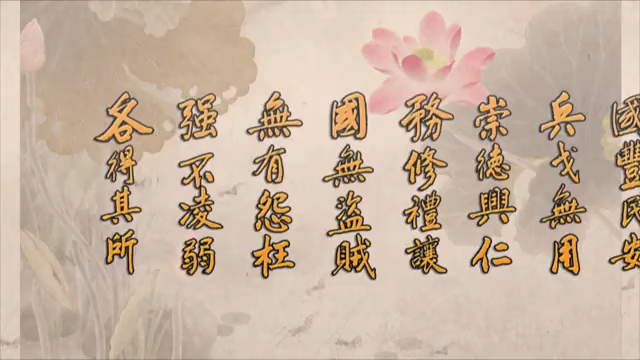 國豐民安
兵戈無用
崇德興仁
務修禮讓
國無盜賊
無有怨枉
强不凌弱
各得其所